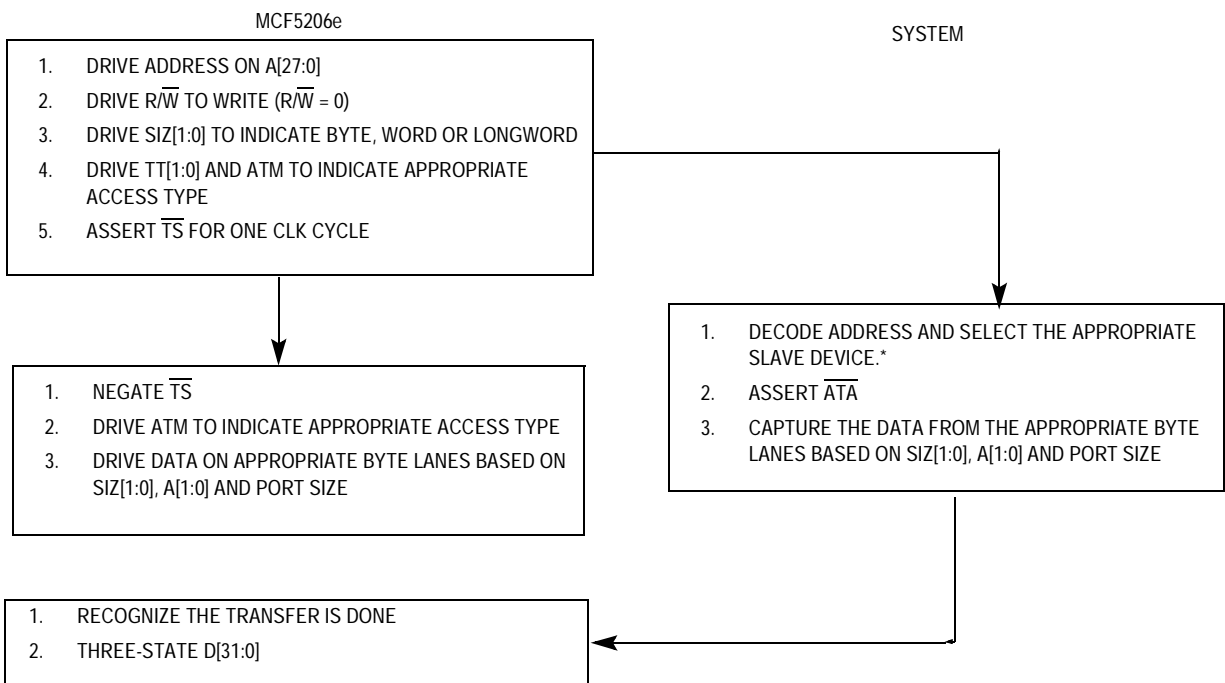 MCF5206e
SYSTEM
1. DRIVE ADDRESS ON A[27:0]
2. DRIVE R/W̅ TO WRITE (R/W̅ = 0)
3. DRIVE SIZ[1:0] TO INDICATE BYTE, WORD OR LONGWORD
4. DRIVE TT[1:0] AND ATM TO INDICATE APPROPRIATE
ACCESS TYPE
5. ASSERT T̅S̅ FOR ONE CLK CYCLE
1. NEGATE T̅S̅
2. DRIVE ATM TO INDICATE APPROPRIATE ACCESS TYPE
3. DRIVE DATA ON APPROPRIATE BYTE LANES BASED ON
SIZ[1:0], A[1:0] AND PORT SIZE
1. DECODE ADDRESS AND SELECT THE APPROPRIATE
SLAVE DEVICE.*
2. ASSERT A̅T̅A̅
3. CAPTURE THE DATA FROM THE APPROPRIATE BYTE
LANES BASED ON SIZ[1:0], A[1:0] AND PORT SIZE
1. RECOGNIZE THE TRANSFER IS DONE
2. THREE-STATE D[31:0]